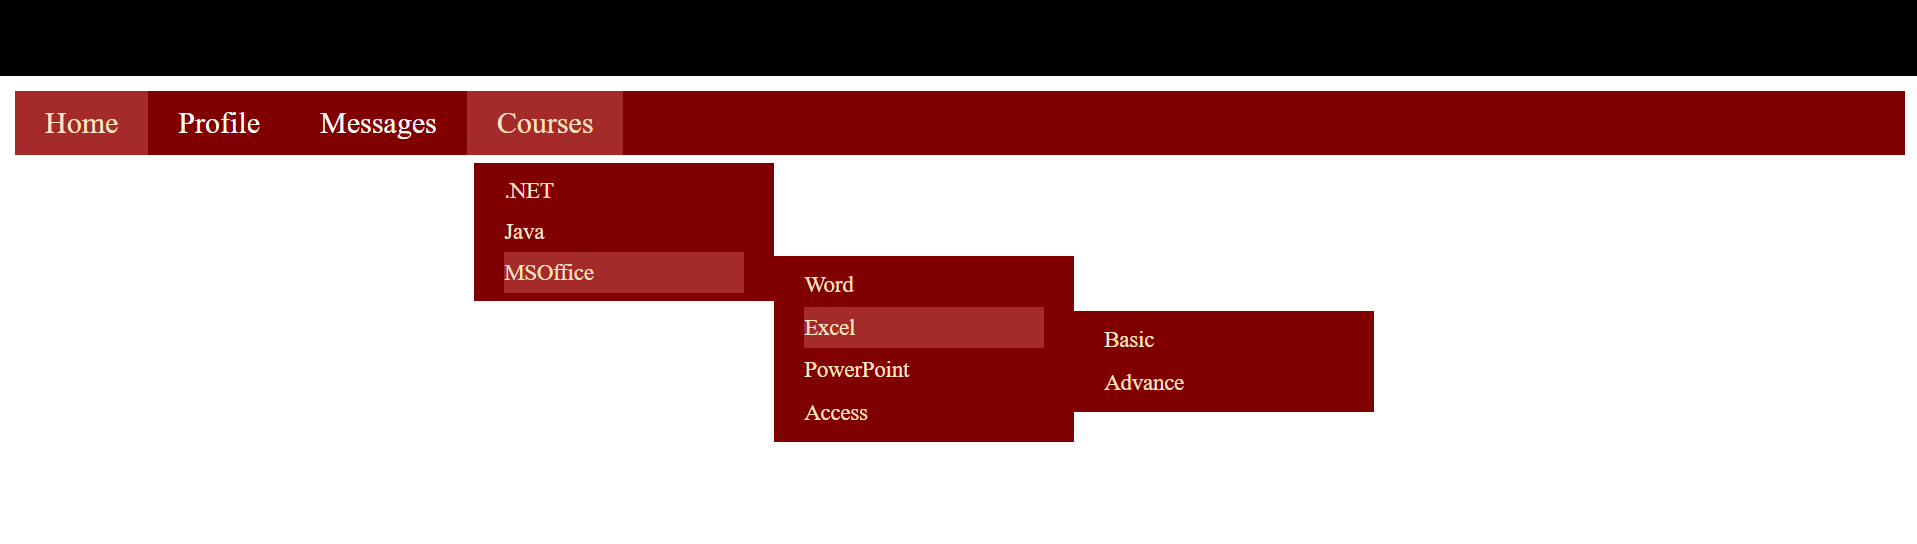 Home Profile Messages Courses
.NET
Java
MSOffice
Word
Excel
PowerPoint
Access
Basic
Advance